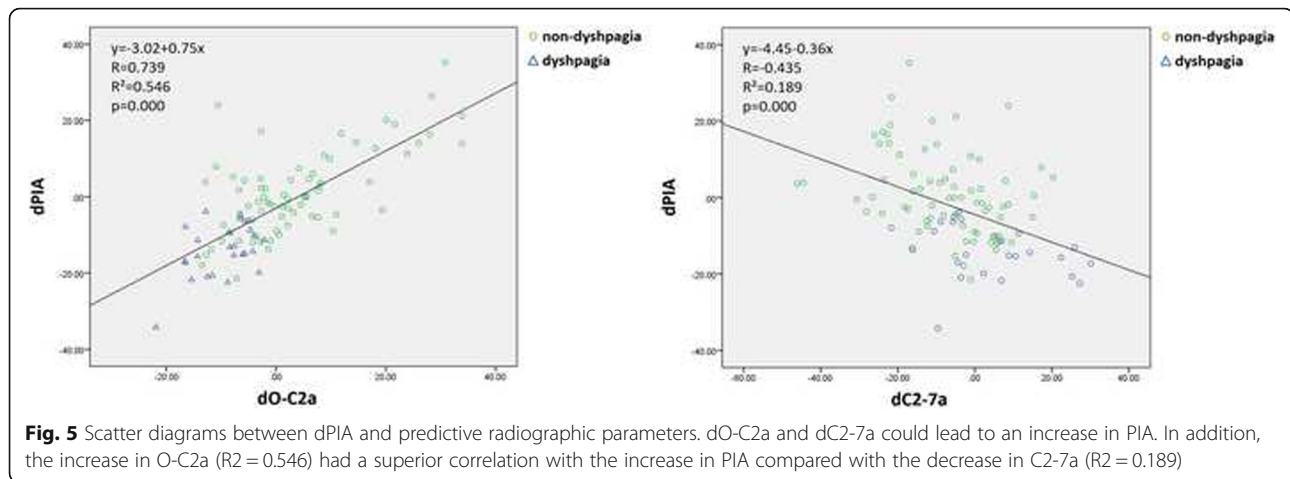 y=-3.02+0.75x
R=0.739
R²=0.546
p=0.000
40.00
20.00
.00
-20.00
-40.00
dPIA
-20.00
.00
20.00
40.00
dO-C2a
non-dyshpagia
dyshpagia
y=-4.45-0.36x
R=-0.435
R²=0.189
p=0.000
40.00
20.00
.00
-20.00
-40.00
dPIA
-60.00
-40.00
-20.00
.00
20.00
40.00
dC2-7a
non-dyshpagia
dyshpagia
Fig. 5 Scatter diagrams between dPIA and predictive radiographic parameters. dO-C2a and dC2-7a could lead to an increase in PIA. In addition,
the increase in O-C2a (R2 = 0.546) had a superior correlation with the increase in PIA compared with the decrease in C2-7a (R2 = 0.189)